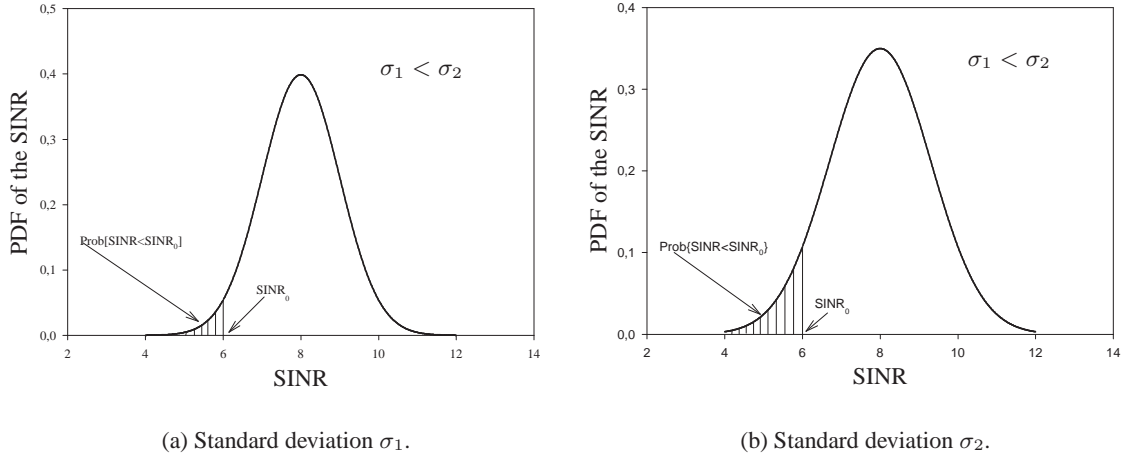 0,5
0,4
0,3
0,2
0,1
0,0
PDF of the SINR
σ₁ < σ₂
Prob[SINR<SINR₀]
SINR₀
2 4 6 8 10 12 14
SINR
(a) Standard deviation σ₁.
0,4
0,3
0,2
0,1
0,0
PDF of the SINR
σ₁ < σ₂
Prob{SINR<SINR₀}
SINR₀
2 4 6 8 10 12 14
SINR
(b) Standard deviation σ₂.